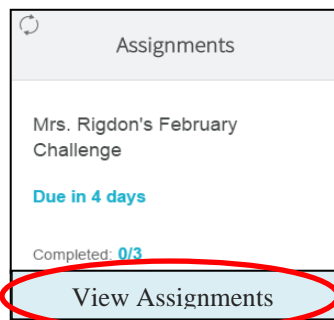 Assignments
Mrs. Rigdon's February
Challenge
Due in 4 days
Completed: 0/3
View Assignments